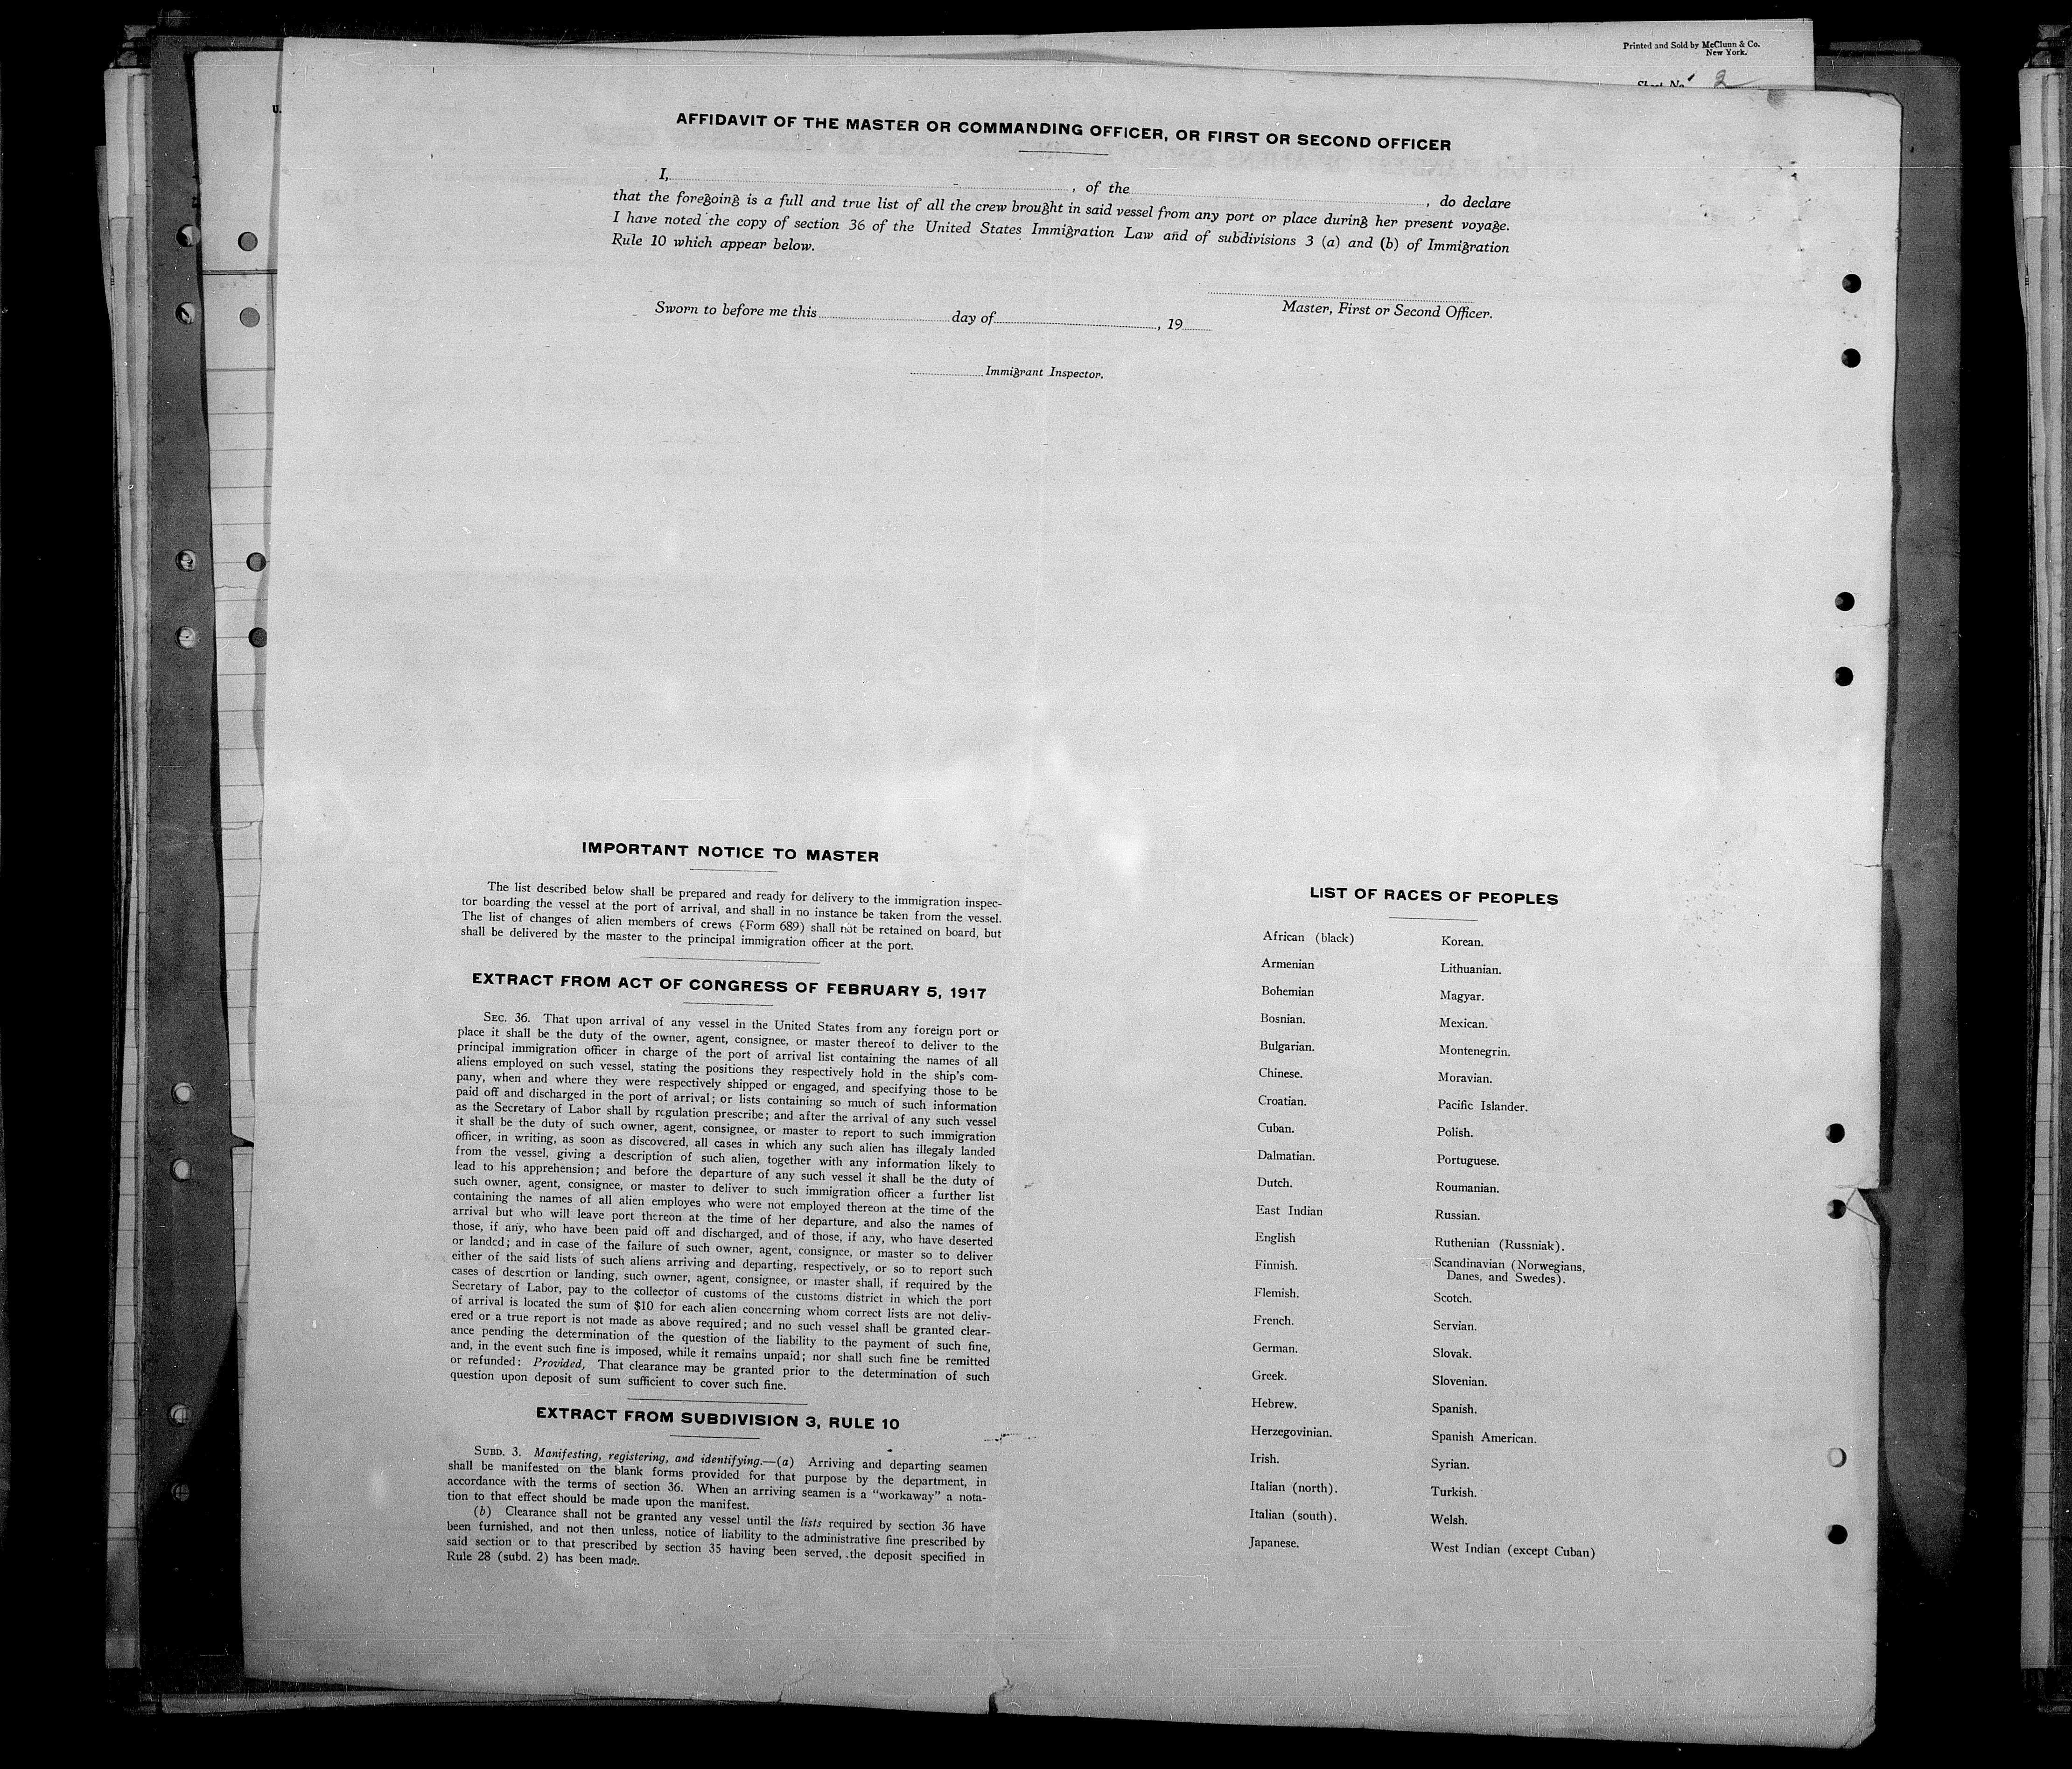 Printed and Sold by McClunn & Co.
New York.
Sheet No. 2
U.
AFFIDAVIT OF THE MASTER OR COMMANDING OFFICER, OR FIRST OR SECOND OFFICER
I, , of the , do declare
that the foregoing is a full and true list of all the crew brought in said vessel from any port or place during her present voyage.
I have noted the copy of section 36 of the United States Immigration Law and of subdivisions 3 (a) and (b) of Immigration
Rule 10 which appear below.
Master, First or Second Officer.
Sworn to before me this day of , 19
Immigrant Inspector.
IMPORTANT NOTICE TO MASTER
The list described below shall be prepared and ready for delivery to the immigration inspec-
tor boarding the vessel at the port of arrival, and shall in no instance be taken from the vessel.
The list of changes of alien members of crews (Form 689) shall not be retained on board, but
shall be delivered by the master to the principal immigration officer at the port.
EXTRACT FROM ACT OF CONGRESS OF FEBRUARY 5, 1917
SEC. 36. That upon arrival of any vessel in the United States from any foreign port or
place it shall be the duty of the owner, agent, consignee, or master thereof to deliver to the
principal immigration officer in charge of the port of arrival list containing the names of all
aliens employed on such vessel, stating the positions they respectively hold in the ship's com-
pany, when and where they were respectively shipped or engaged, and specifying those to be
paid off and discharged in the port of arrival; or lists containing so much of such information
as the Secretary of Labor shall by regulation prescribe; and after the arrival of any such vessel
it shall be the duty of such owner, agent, consignee, or master to report to such immigration
officer, in writing, as soon as discovered, all cases in which any such alien has illegaly landed
from the vessel, giving a description of such alien, together with any information likely to
lead to his apprehension; and before the departure of any such vessel it shall be the duty of
such owner, agent, consignee, or master to deliver to such immigration officer a further list
containing the names of all alien employes who were not employed thereon at the time of the
arrival but who will leave port thereon at the time of her departure, and also the names of
those, if any, who have been paid off and discharged, and of those, if any, who have deserted
or landed; and in case of the failure of such owner, agent, consignee, or master so to deliver
either of the said lists of such aliens arriving and departing, respectively, or so to report such
cases of desertion or landing, such owner, agent, consignee, or master shall, if required by the
Secretary of Labor, pay to the collector of customs of the customs district in which the port
of arrival is located the sum of $10 for each alien concerning whom correct lists are not deliv-
ered or a true report is not made as above required; and no such vessel shall be granted clear-
ance pending the determination of the question of the liability to the payment of such fine,
and, in the event such fine is imposed, while it remains unpaid; nor shall such fine be remitted
or refunded: Provided, That clearance may be granted prior to the determination of such
question upon deposit of sum sufficient to cover such fine.
EXTRACT FROM SUBDIVISION 3, RULE 10
SUBD. 3. Manifesting, registering, and identifying.—(a) Arriving and departing seamen
shall be manifested on the blank forms provided for that purpose by the department, in
accordance with the terms of section 36. When an arriving seamen is a "workaway" a nota-
tion to that effect should be made upon the manifest.
(b) Clearance shall not be granted any vessel until the lists required by section 36 have
been furnished, and not then unless, notice of liability to the administrative fine prescribed by
said section or to that prescribed by section 35 having been served, the deposit specified in
Rule 28 (subd. 2) has been made.
LIST OF RACES OF PEOPLES
African (black)
Armenian
Bohemian
Bosnian.
Bulgarian.
Chinese.
Croatian.
Cuban.
Dalmatian.
Dutch.
East Indian
English
Finnish.
Flemish.
French.
German.
Greek.
Hebrew.
Herzegovinian.
Irish.
Italian (north).
Italian (south).
Japanese.
Korean.
Lithuanian.
Magyar.
Mexican.
Montenegrin.
Moravian.
Pacific Islander.
Polish.
Portuguese.
Roumanian.
Russian.
Ruthenian (Russniak).
Scandinavian (Norwegians,
Danes, and Swedes).
Scotch.
Servian.
Slovak.
Slovenian.
Spanish.
Spanish American.
Syrian.
Turkish.
Welsh.
West Indian (except Cuban)